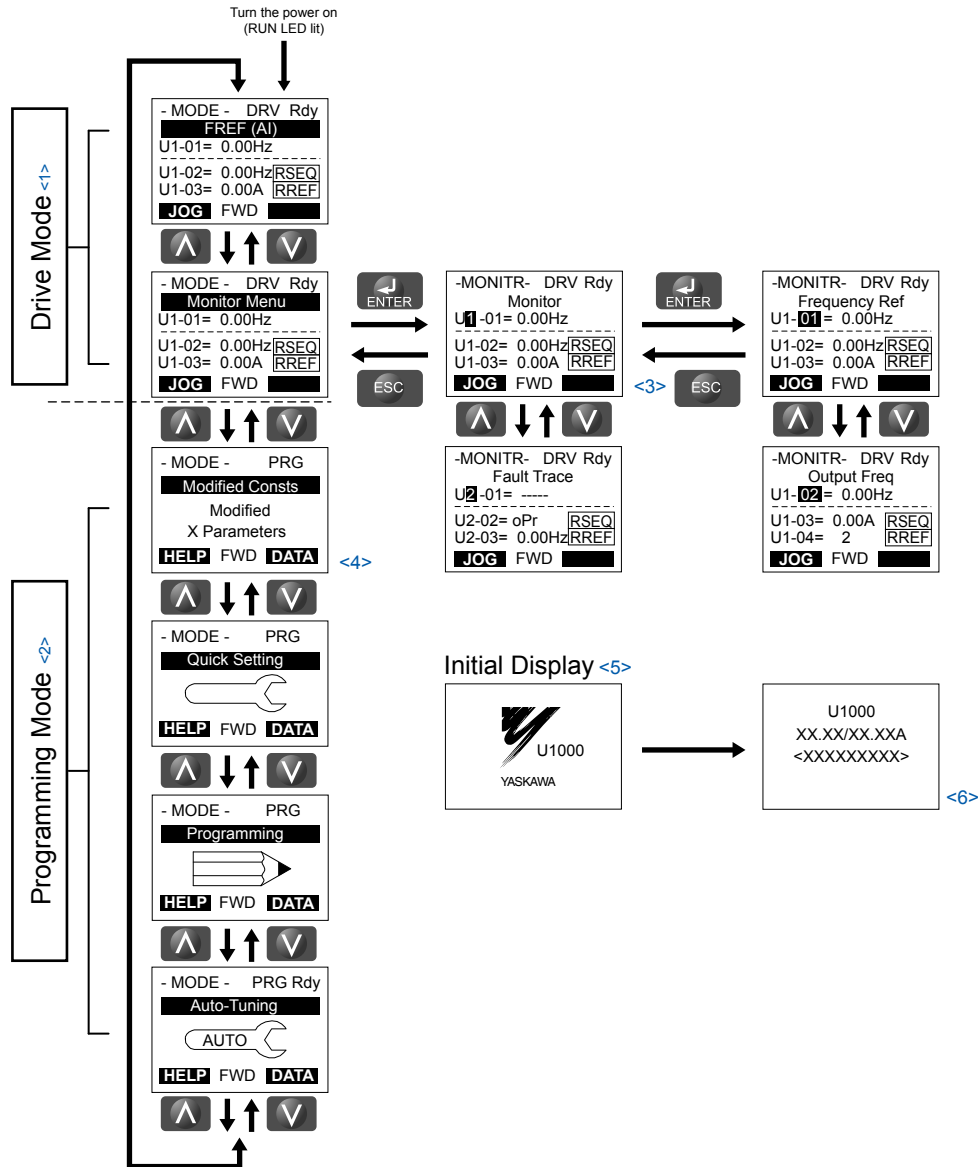 Turn the power on
(RUN LED lit)
Drive Mode <1>
- MODE - DRV Rdy
FREF (AI)
U1-01= 0.00Hz
U1-02= 0.00Hz RSEQ
U1-03= 0.00A RREF
JOG FWD
- MODE - DRV Rdy
Monitor Menu
U1-01= 0.00Hz
U1-02= 0.00Hz RSEQ
U1-03= 0.00A RREF
JOG FWD
ENTER
ESC
-MONITR- DRV Rdy
Monitor
U1 -01= 0.00Hz
U1-02= 0.00Hz RSEQ
U1-03= 0.00A RREF
JOG FWD
<3>
ENTER
ESC
-MONITR- DRV Rdy
Frequency Ref
U1- 01 = 0.00Hz
U1-02= 0.00Hz RSEQ
U1-03= 0.00A RREF
JOG FWD
-MONITR- DRV Rdy
Fault Trace
U2 -01= -----
U2-02= oPr RSEQ
U2-03= 0.00Hz RREF
JOG FWD
-MONITR- DRV Rdy
Output Freq
U1- 02 = 0.00Hz
U1-03= 0.00A RSEQ
U1-04= 2 RREF
JOG FWD
Programming Mode <2>
- MODE - PRG
Modified Consts
Modified
X Parameters
HELP FWD DATA
<4>
- MODE - PRG
Quick Setting
HELP FWD DATA
- MODE - PRG
Programming
HELP FWD DATA
- MODE - PRG Rdy
Auto-Tuning
AUTO
HELP FWD DATA
Initial Display <5>
U1000
YASKAWA
U1000
XX.XX/XX.XXA
<XXXXXXXXX>
<6>